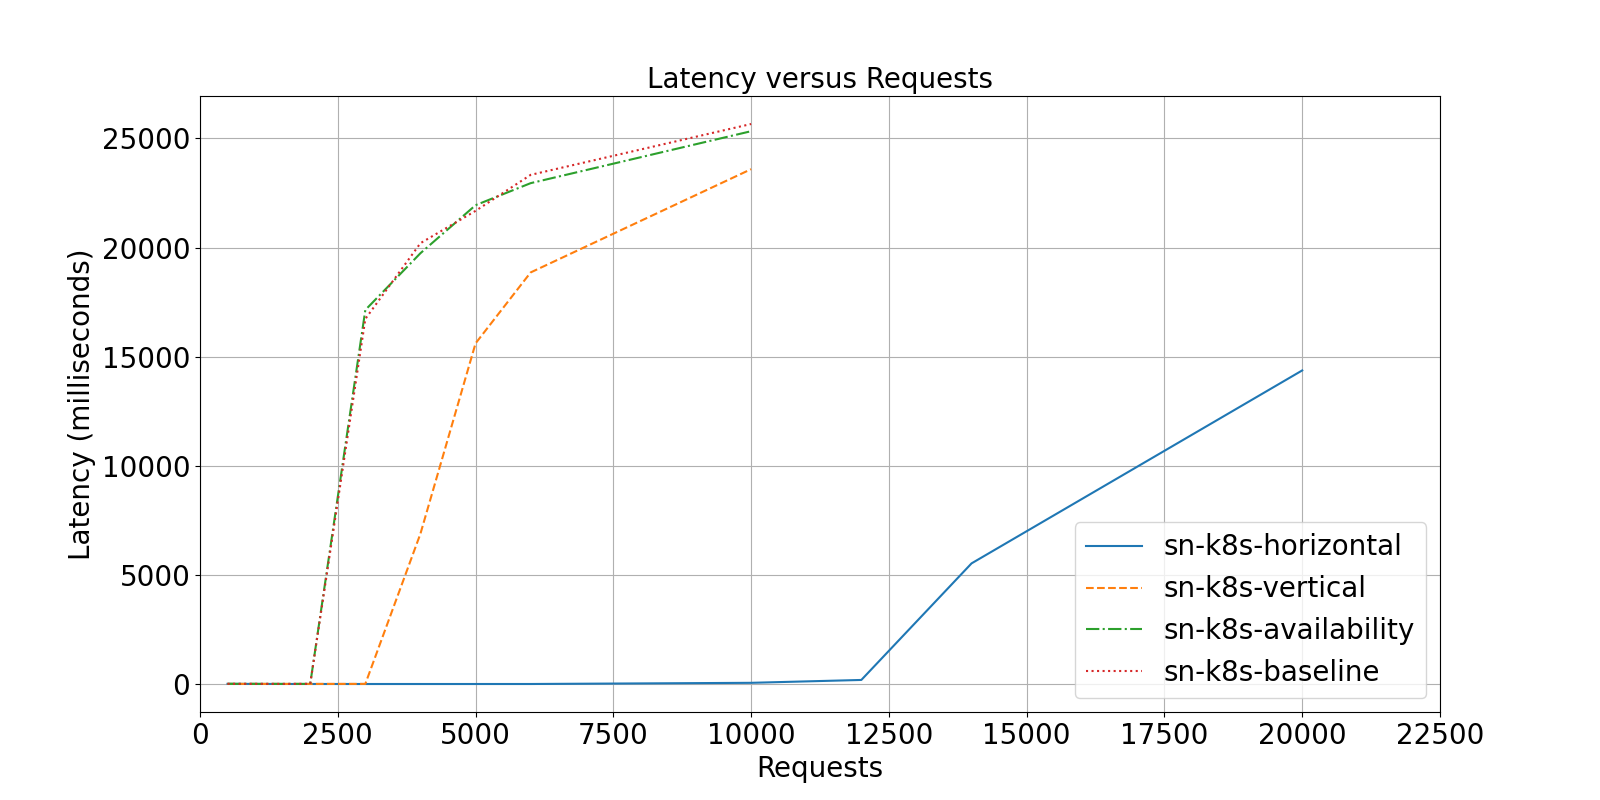 Latency versus Requests
Latency (milliseconds)
25000
20000
15000
10000
5000
0
0 2500 5000 7500 10000 12500 15000 17500 20000 22500
Requests
sn-k8s-horizontal
sn-k8s-vertical
sn-k8s-availability
sn-k8s-baseline